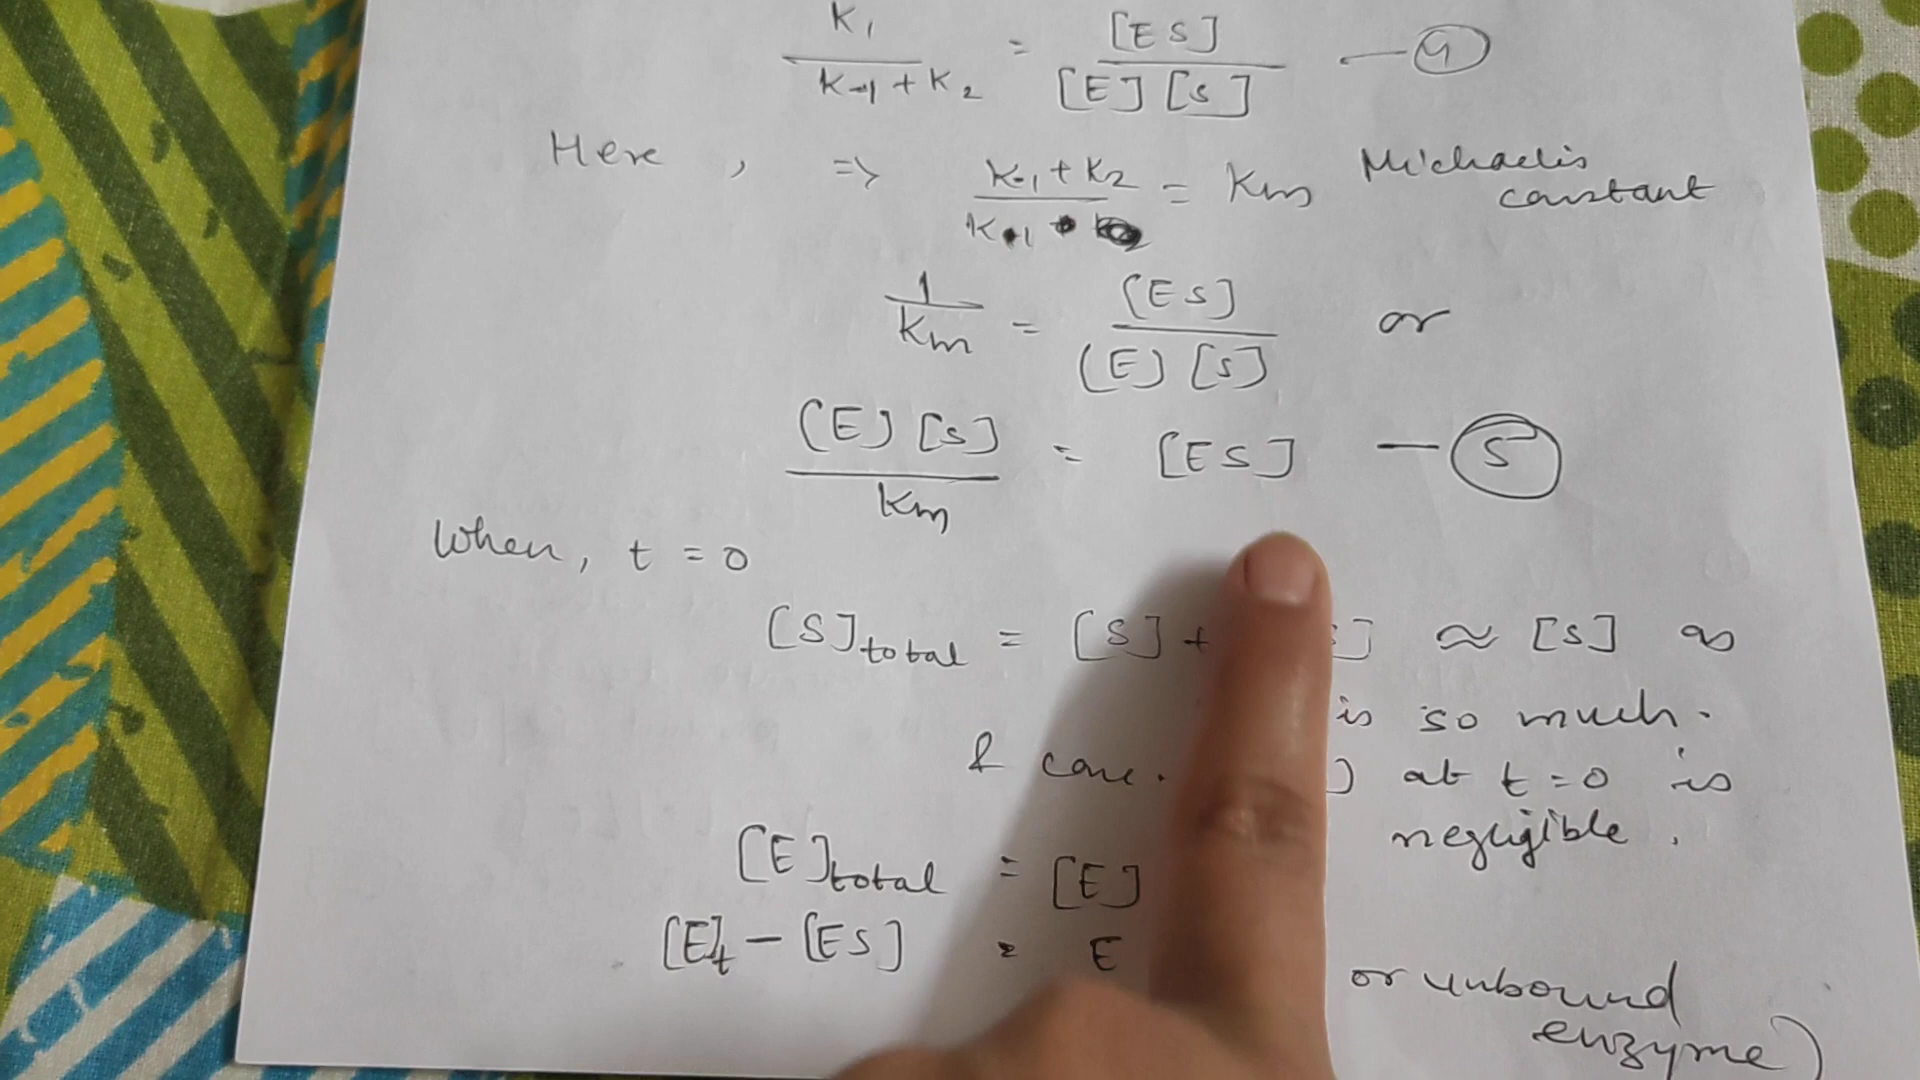 K1 / K-1 + K2 = [ES] / [E] [S] — 4
Here, => K-1 + K2 / K1 = Km Michaelis constant
1 / Km = [ES] / [E] [S] or
[E] [S] / Km = [ES] — 5
When, t = 0
[S]total = [S] + S] ≈ [S] as
is so much.
& conc. ] at t = 0 is
negligible.
[E]total = [E]
[E]t − [ES] = E
or unbound
enzyme)